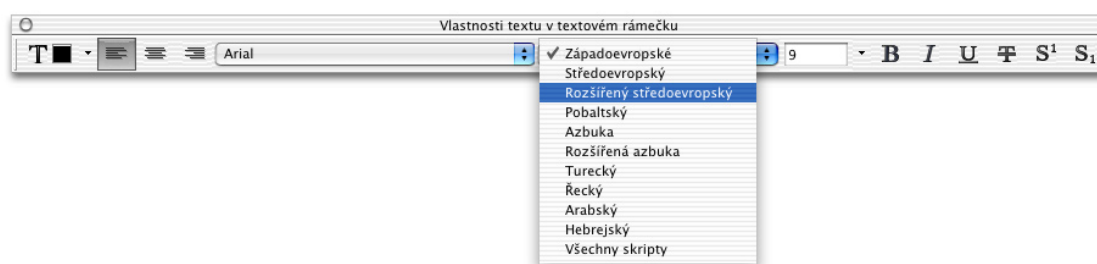 Vlastnosti textu v textovém rámečku
T Arial 9 B I U T S¹ S₁
✓ Západoevropské
Středoevropský
Rozšířený středoevropský
Pobaltský
Azbuka
Rozšířená azbuka
Turecký
Řecký
Arabský
Hebrejský
Všechny skripty